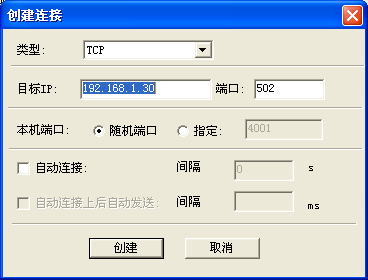 创建连接
类型: TCP
目标IP: 192.168.1.30 端口: 502
本机端口: 随机端口 指定: 4001
自动连接: 间隔 0 s
自动连接上后自动发送: 间隔 ms
创建 取消